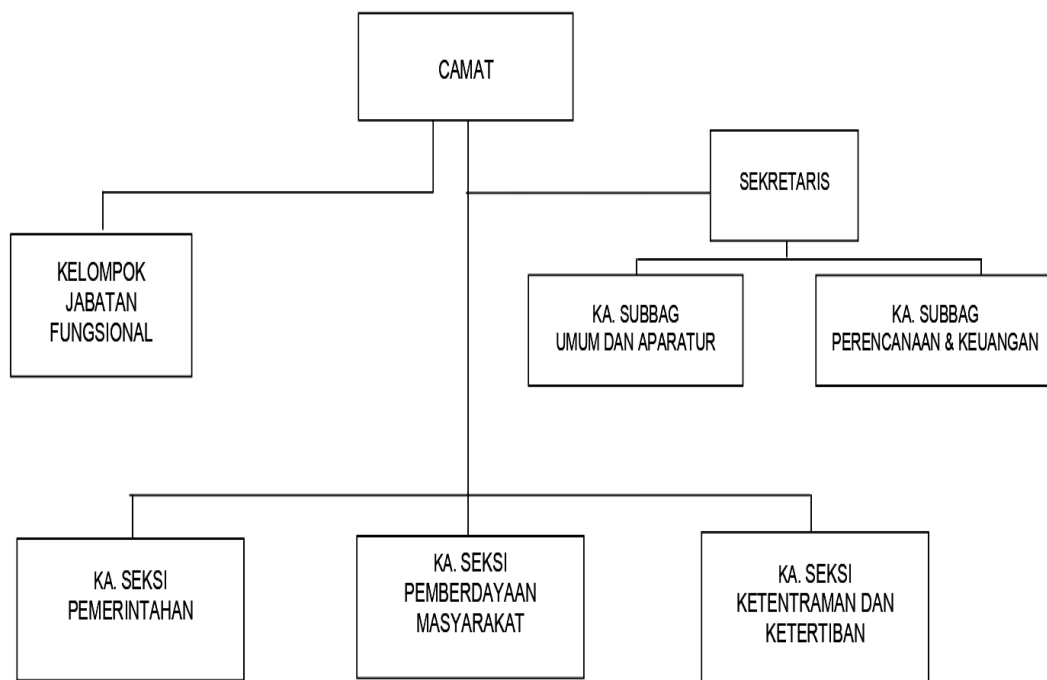 CAMAT
SEKRETARIS
KELOMPOK
JABATAN
FUNGSIONAL
KA. SUBBAG
UMUM DAN APARATUR
KA. SUBBAG
PERENCANAAN & KEUANGAN
KA. SEKSI
PEMERINTAHAN
KA. SEKSI
PEMBERDAYAAN
MASYARAKAT
KA. SEKSI
KETENTRAMAN DAN
KETERTIBAN